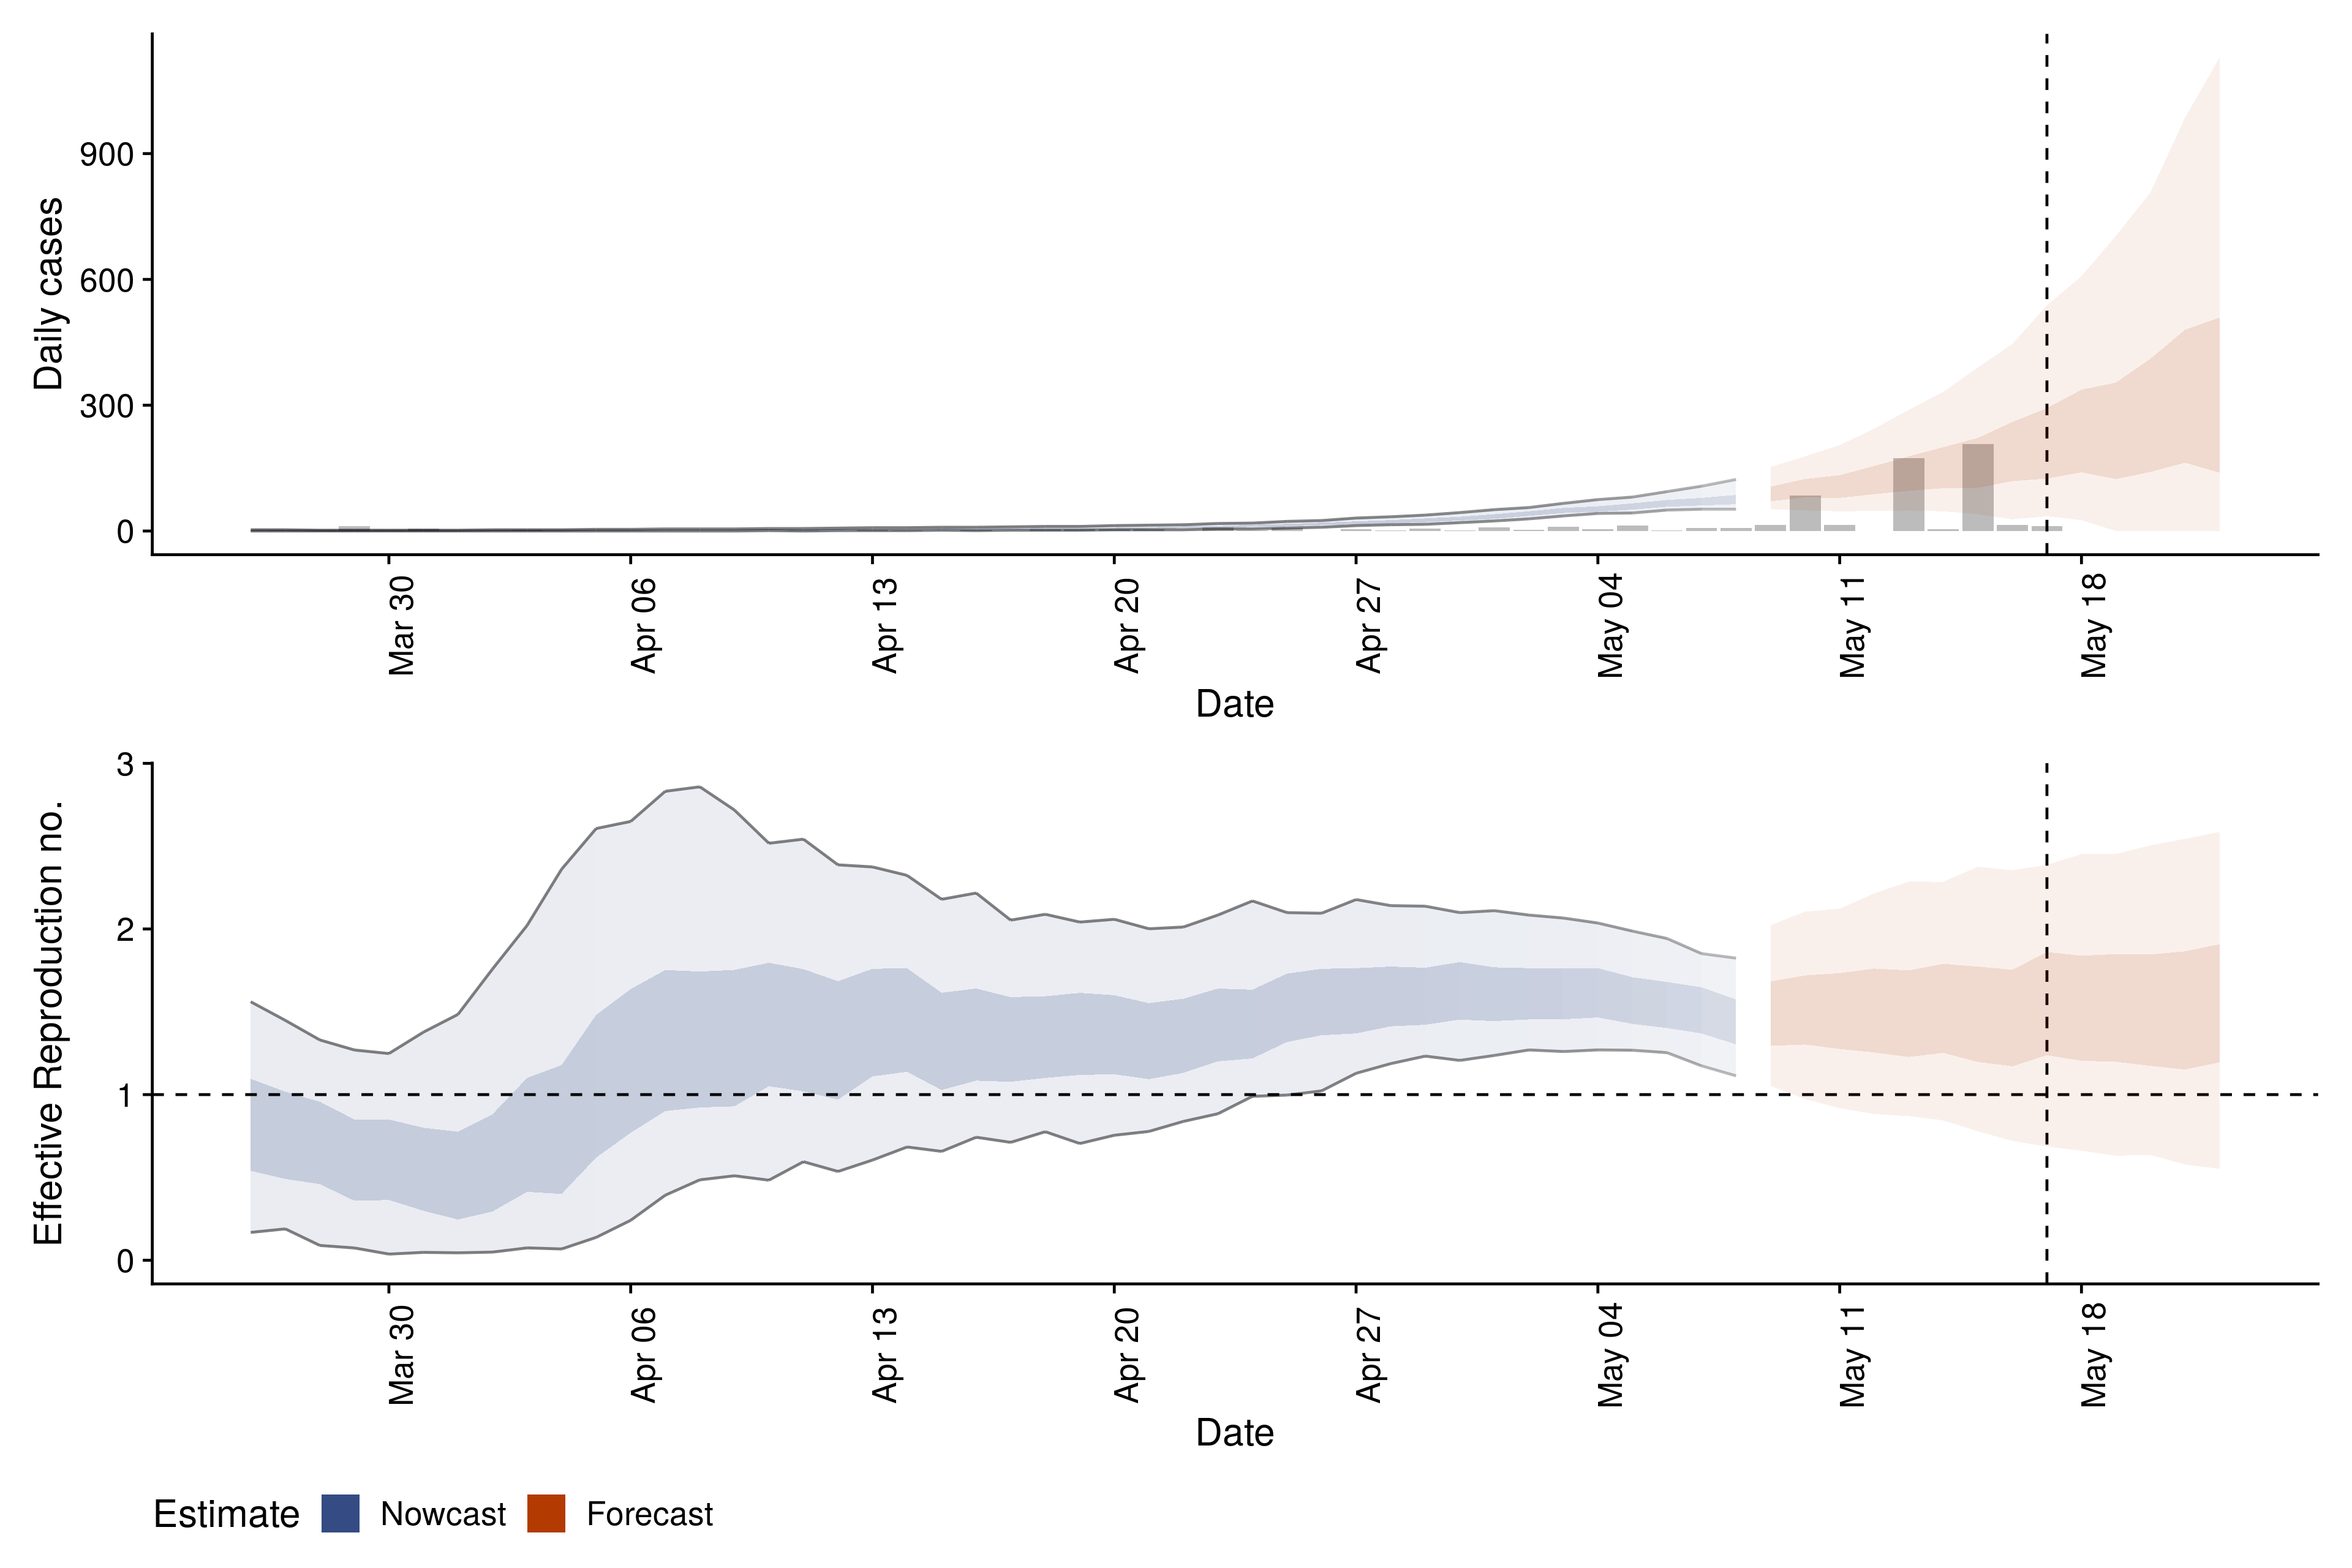 Daily cases
900
600
300
0
Mar 30
Apr 06
Apr 13
Apr 20
Apr 27
May 04
May 11
May 18
Date
Effective Reproduction no.
3
2
1
0
Mar 30
Apr 06
Apr 13
Apr 20
Apr 27
May 04
May 11
May 18
Date
Estimate Nowcast Forecast